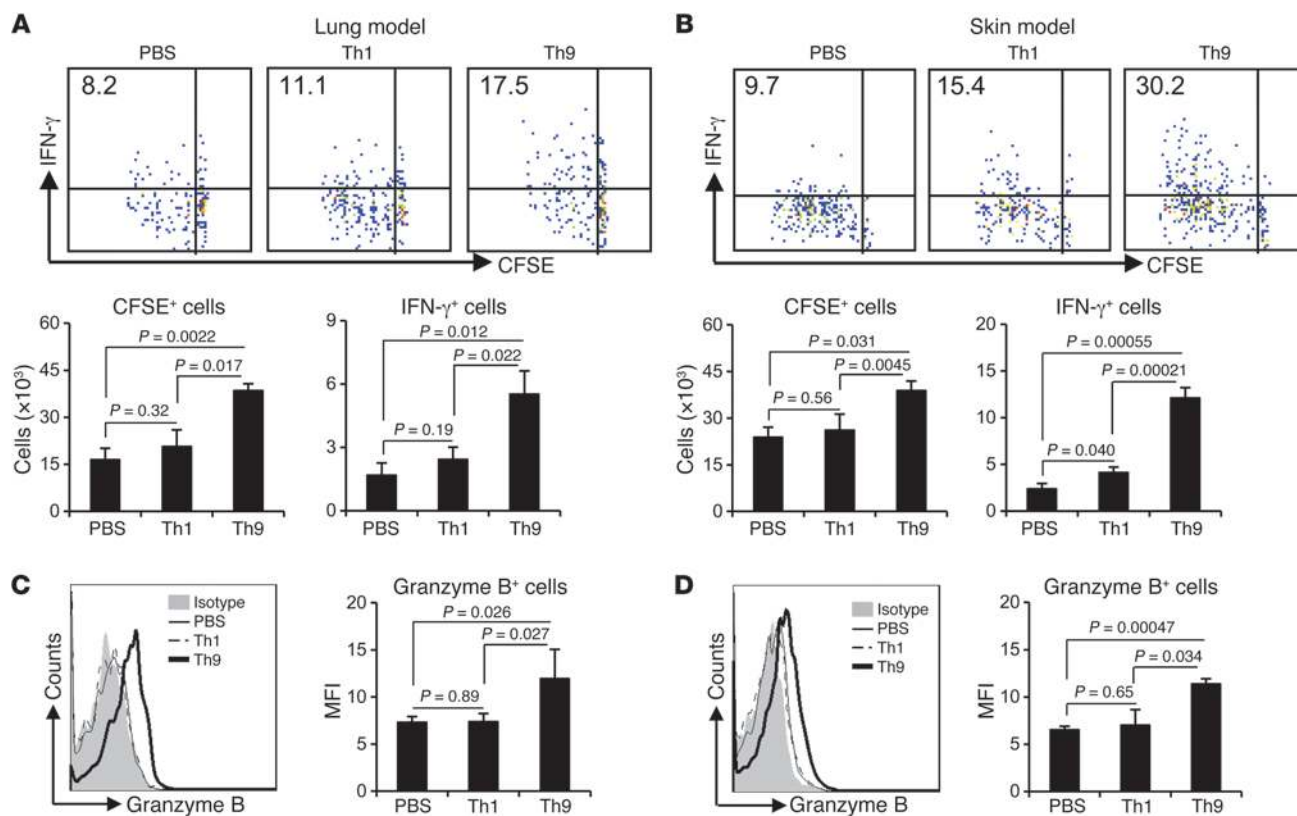 A
Lung model
PBS Th1 Th9
8.2 11.1 17.5
IFN-γ
CFSE
CFSE⁺ cells
P = 0.0022
P = 0.017
P = 0.32
Cells (×10³)
60
45
30
15
0
PBS Th1 Th9
IFN-γ⁺ cells
P = 0.012
P = 0.022
P = 0.19
9
6
3
0
PBS Th1 Th9
B
Skin model
PBS Th1 Th9
9.7 15.4 30.2
IFN-γ
CFSE
CFSE⁺ cells
P = 0.031
P = 0.0045
P = 0.56
Cells (×10³)
60
45
30
15
0
PBS Th1 Th9
IFN-γ⁺ cells
P = 0.00055
P = 0.00021
P = 0.040
20
15
10
5
0
PBS Th1 Th9
C
Isotype
PBS
Th1
Th9
Counts
Granzyme B
Granzyme B⁺ cells
P = 0.026
P = 0.027
P = 0.89
MFI
20
15
10
5
0
PBS Th1 Th9
D
Isotype
PBS
Th1
Th9
Counts
Granzyme B
Granzyme B⁺ cells
P = 0.00047
P = 0.034
P = 0.65
MFI
20
15
10
5
0
PBS Th1 Th9